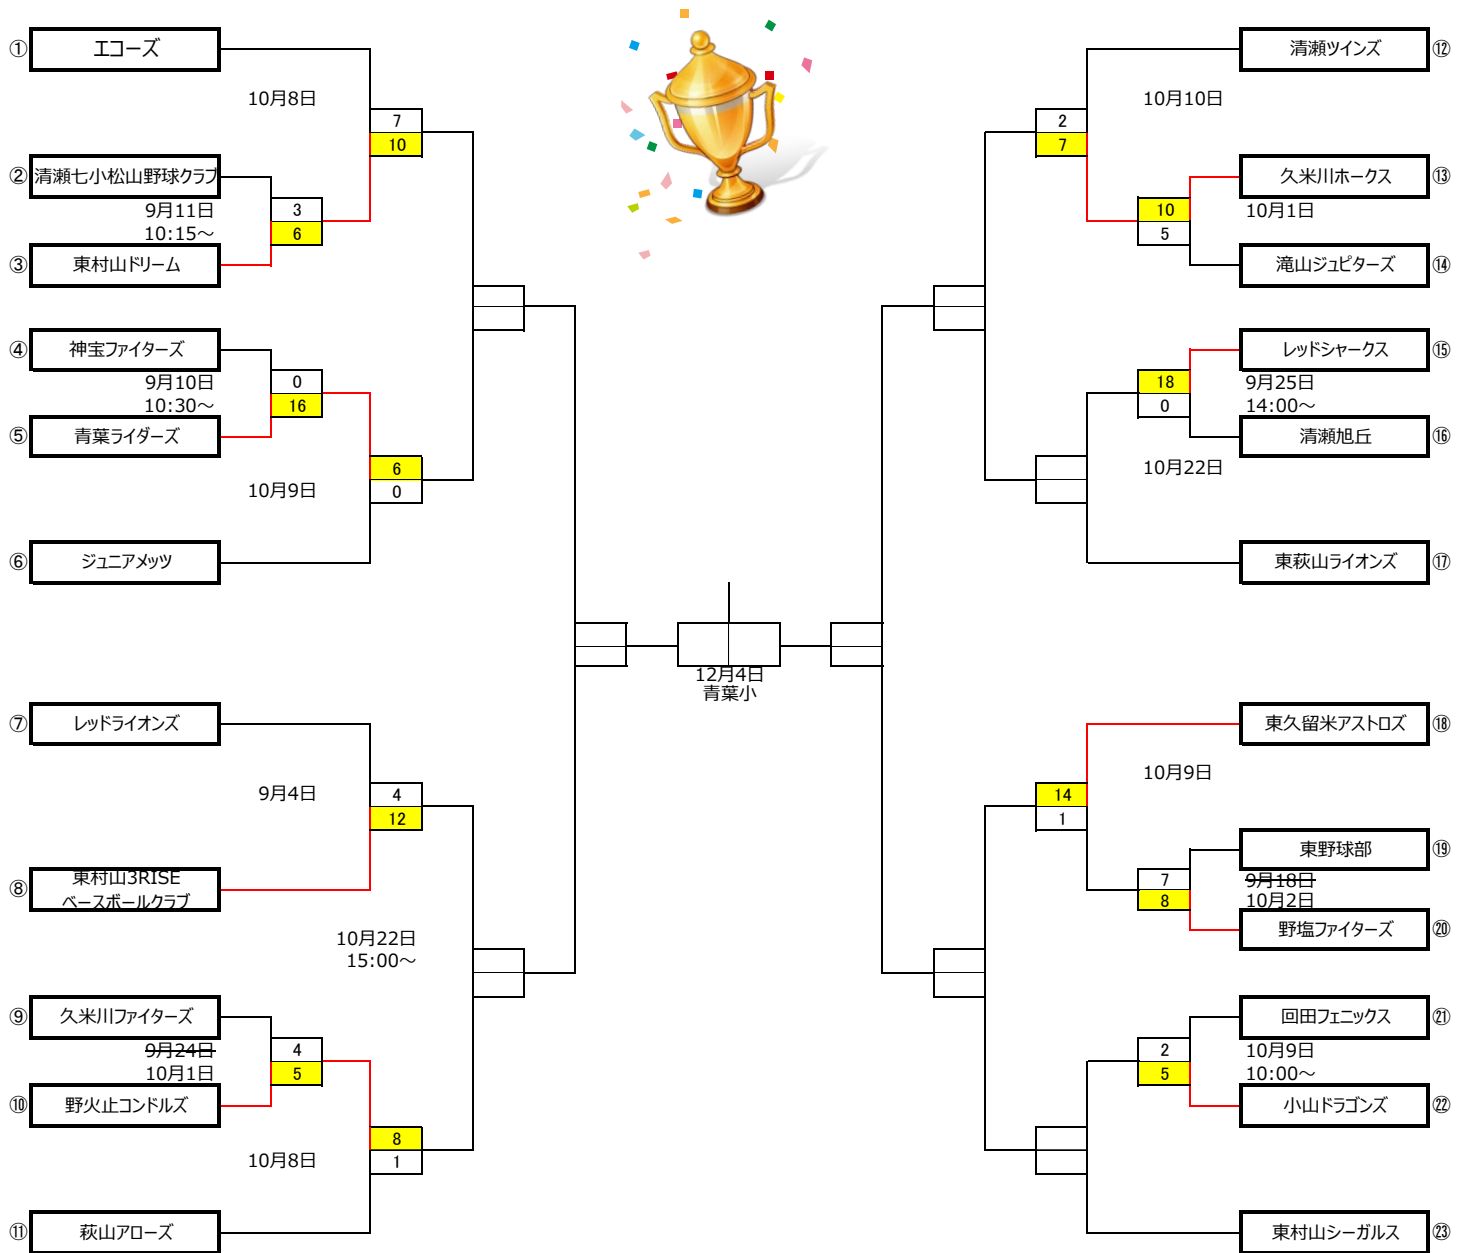 ① エコーズ
10月8日
7
10
② 清瀬七小松山野球クラブ
9月11日
10:15～
3
6
③ 東村山ドリーム
④ 神宝ファイターズ
9月10日
10:30～
0
16
⑤ 青葉ライダーズ
6
0
10月9日
⑥ ジュニアメッツ
⑦ レッドライオンズ
9月4日
4
12
⑧ 東村山3RISE
ベースボールクラブ
10月22日
15:00～
⑨ 久米川ファイターズ
9月24日
10月1日
4
5
⑩ 野火止コンドルズ
8
1
10月8日
⑪ 萩山アローズ
12月4日
青葉小
清瀬ツインズ ⑫
10月10日
2
7
久米川ホークス ⑬
10月1日
10
5
滝山ジュピターズ ⑭
レッドシャークス ⑮
9月25日
14:00～
18
0
清瀬旭丘 ⑯
10月22日
東萩山ライオンズ ⑰
東久留米アストロズ ⑱
10月9日
14
1
東野球部 ⑲
9月18日
10月2日
7
8
野塩ファイターズ ⑳
回田フェニックス ㉑
10月9日
10:00～
2
5
小山ドラゴンズ ㉒
東村山シーガルス ㉓